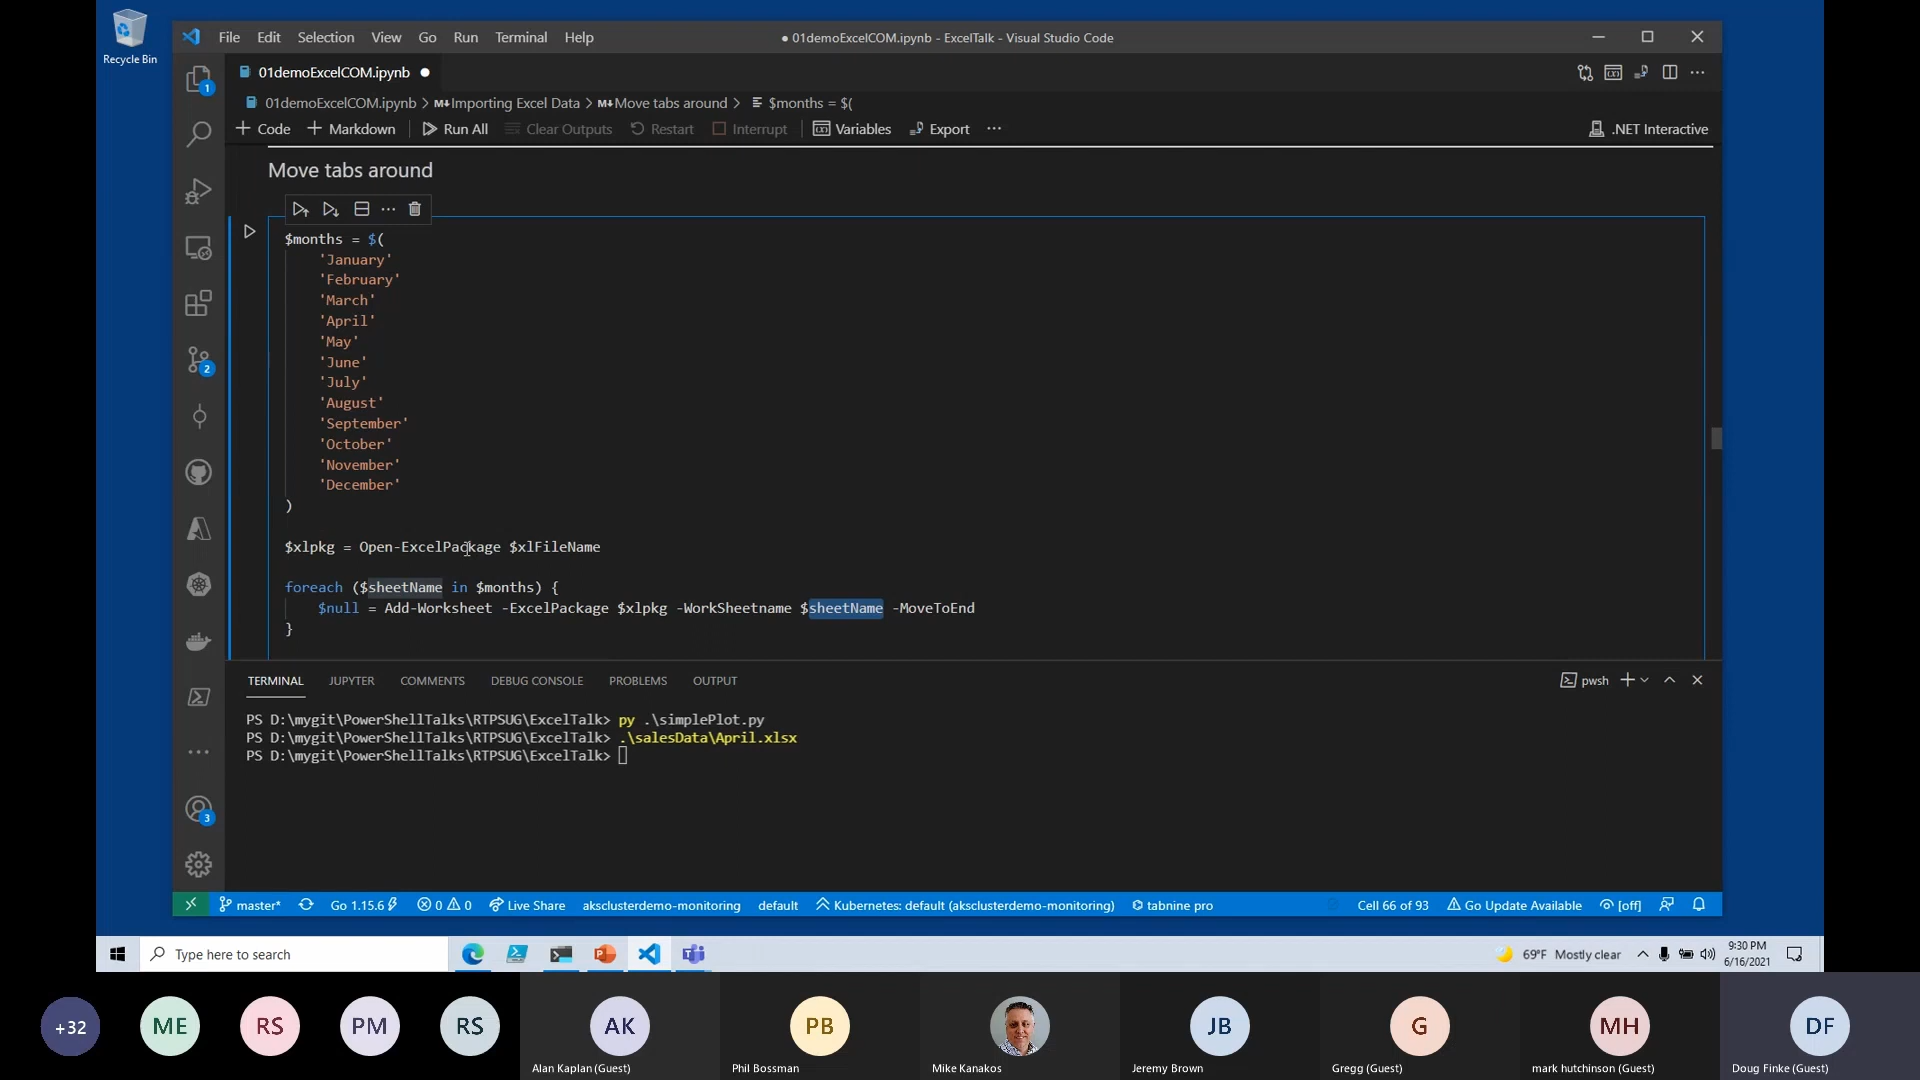 Recycle Bin
File Edit Selection View Go Run Terminal Help
● 01demoExcelCOM.ipynb - ExcelTalk - Visual Studio Code
1
01demoExcelCOM.ipynb ●
01demoExcelCOM.ipynb > M↓Importing Excel Data > M↓Move tabs around > $months = $(
+ Code + Markdown Run All Clear Outputs Restart Interrupt Variables Export ···
.NET Interactive
Move tabs around
$months = $(
'January'
'February'
'March'
'April'
'May'
'June'
'July'
'August'
'September'
'October'
'November'
'December'
)
$xlpkg = Open-ExcelPackage $xlFileName
foreach ($sheetName in $months) {
$null = Add-Worksheet -ExcelPackage $xlpkg -WorkSheetname $sheetName -MoveToEnd
}
2
3
TERMINAL JUPYTER COMMENTS DEBUG CONSOLE PROBLEMS OUTPUT
pwsh
PS D:\mygit\PowerShellTalks\RTPSUG\ExcelTalk> py .\simplePlot.py
PS D:\mygit\PowerShellTalks\RTPSUG\ExcelTalk> .\salesData\April.xlsx
PS D:\mygit\PowerShellTalks\RTPSUG\ExcelTalk>
master* Go 1.15.6 0 0 Live Share aksclusterdemo-monitoring default Kubernetes: default (aksclusterdemo-monitoring) tabnine pro Cell 66 of 93 Go Update Available [off]
Type here to search
69°F Mostly clear
9:30 PM
6/16/2021
+32 ME RS PM RS AK PB JB G MH DF
Alan Kaplan (Guest) Phil Bossman Mike Kanakos Jeremy Brown Gregg (Guest) mark hutchinson (Guest) Doug Finke (Guest)